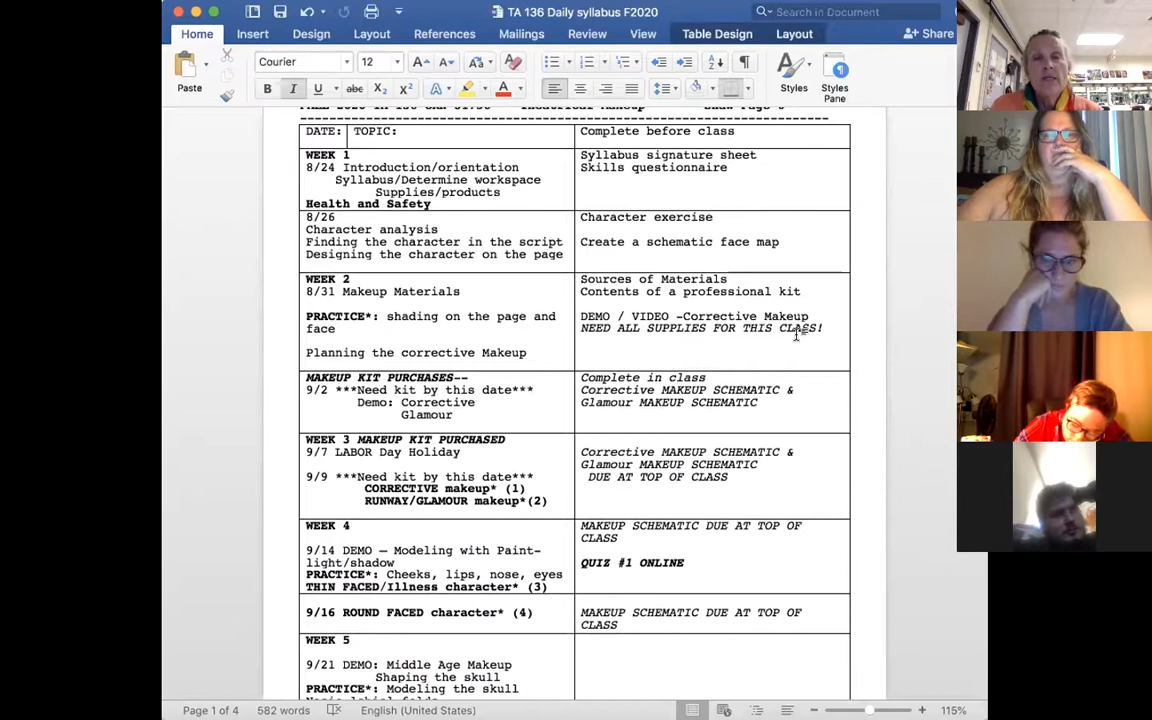 TA 136 Daily syllabus F2020
Search in Document
Home Insert Design Layout References Mailings Review View Table Design Layout Share
Paste
Courier 12
Styles
Styles Pane
DATE: TOPIC: Complete before class
WEEK 1
8/24 Introduction/orientation
Syllabus/Determine workspace
Supplies/products
Health and Safety
Syllabus signature sheet
Skills questionnaire
8/26
Character analysis
Finding the character in the script
Designing the character on the page
Character exercise
Create a schematic face map
WEEK 2
8/31 Makeup Materials
PRACTICE*: shading on the page and
face
Planning the corrective Makeup
Sources of Materials
Contents of a professional kit
DEMO / VIDEO -Corrective Makeup
NEED ALL SUPPLIES FOR THIS CLASS!
MAKEUP KIT PURCHASES--
9/2 ***Need kit by this date***
Demo: Corrective
Glamour
Complete in class
Corrective MAKEUP SCHEMATIC &
Glamour MAKEUP SCHEMATIC
WEEK 3 MAKEUP KIT PURCHASED
9/7 LABOR Day Holiday
9/9 ***Need kit by this date***
CORRECTIVE makeup* (1)
RUNWAY/GLAMOUR makeup*(2)
Corrective MAKEUP SCHEMATIC &
Glamour MAKEUP SCHEMATIC
DUE AT TOP OF CLASS
WEEK 4
9/14 DEMO – Modeling with Paint-
light/shadow
PRACTICE*: Cheeks, lips, nose, eyes
THIN FACED/Illness character* (3)
MAKEUP SCHEMATIC DUE AT TOP OF
CLASS
QUIZ #1 ONLINE
9/16 ROUND FACED character* (4)
MAKEUP SCHEMATIC DUE AT TOP OF
CLASS
WEEK 5
9/21 DEMO: Middle Age Makeup
Shaping the skull
PRACTICE*: Modeling the skull
Page 1 of 4 582 words English (United States) 115%